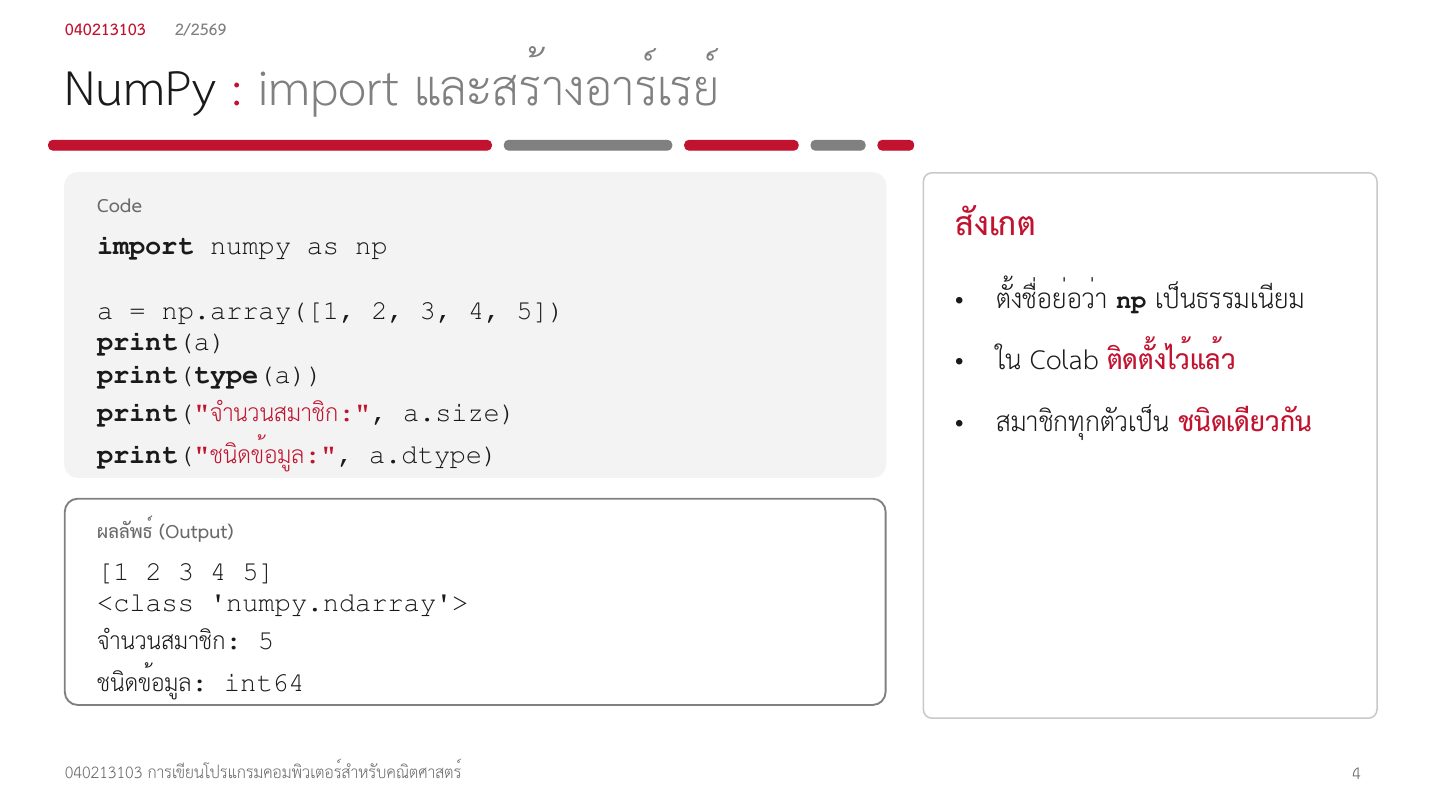 040213103 2/2569
NumPy : import และสร้างอาร์เรย์
Code
import numpy as np
a = np.array([1, 2, 3, 4, 5])
print(a)
print(type(a))
print("จำนวนสมาชิก:", a.size)
print("ชนิดข้อมูล:", a.dtype)
ผลลัพธ์ (Output)
[1 2 3 4 5]
<class 'numpy.ndarray'>
จำนวนสมาชิก: 5
ชนิดข้อมูล: int64
สังเกต
• ตั้งชื่อย่อว่า np เป็นธรรมเนียม
• ใน Colab ติดตั้งไว้แล้ว
• สมาชิกทุกตัวเป็น ชนิดเดียวกัน
040213103 การเขียนโปรแกรมคอมพิวเตอร์สำหรับคณิตศาสตร์
4